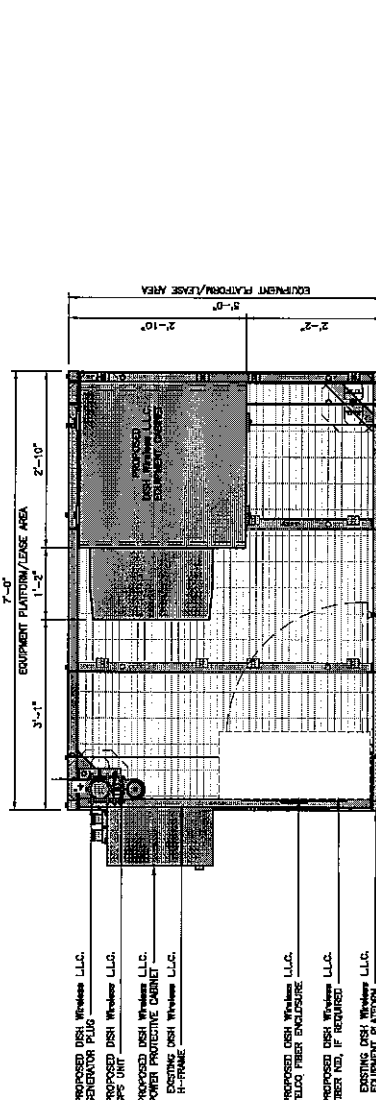 7'-0"
EQUIPMENT PLATFORM/LEASE AREA
3'-1"
1'-2"
2'-10"
EQUIPMENT PLATFORM/LEASE AREA
5'-0"
2'-10"
2'-2"
PROPOSED
DISH Wireless L.L.C.
EQUIPMENT CABINET
PROPOSED DISH Wireless L.L.C.
GENERATOR PLUG
PROPOSED DISH Wireless L.L.C.
GPS UNIT
PROPOSED DISH Wireless L.L.C.
POWER PROTECTIVE CABINET
EXISTING DISH Wireless L.L.C.
H-FRAME
PROPOSED DISH Wireless L.L.C.
TELCO FIBER ENCLOSURE
PROPOSED DISH Wireless L.L.C.
FIBER NID, IF REQUIRED
EXISTING DISH Wireless L.L.C.
EQUIPMENT PLATFORM